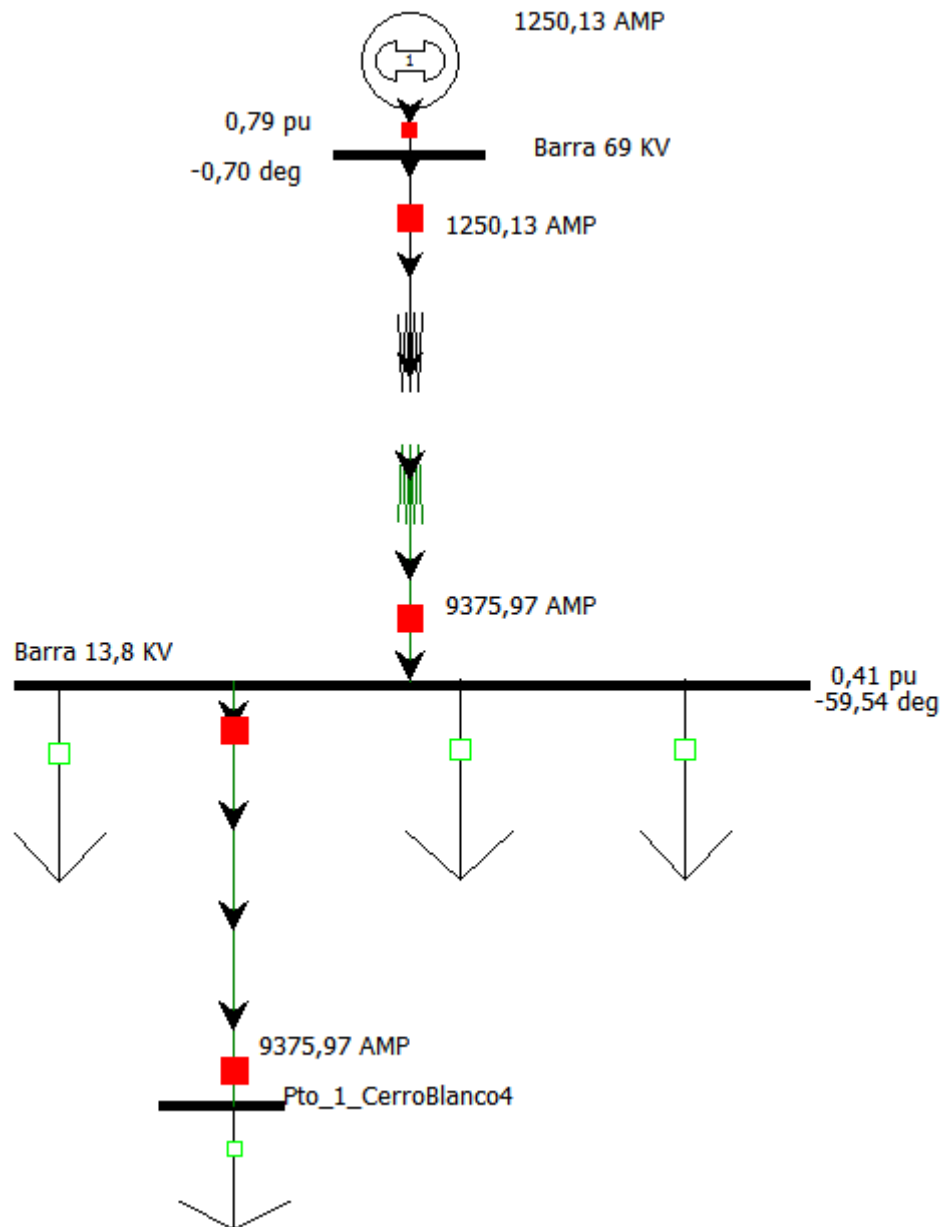 1250,13 AMP
1
0,79 pu
-0,70 deg
Barra 69 KV
1250,13 AMP
9375,97 AMP
Barra 13,8 KV
0,41 pu
-59,54 deg
9375,97 AMP
Pto_1_CerroBlanco4